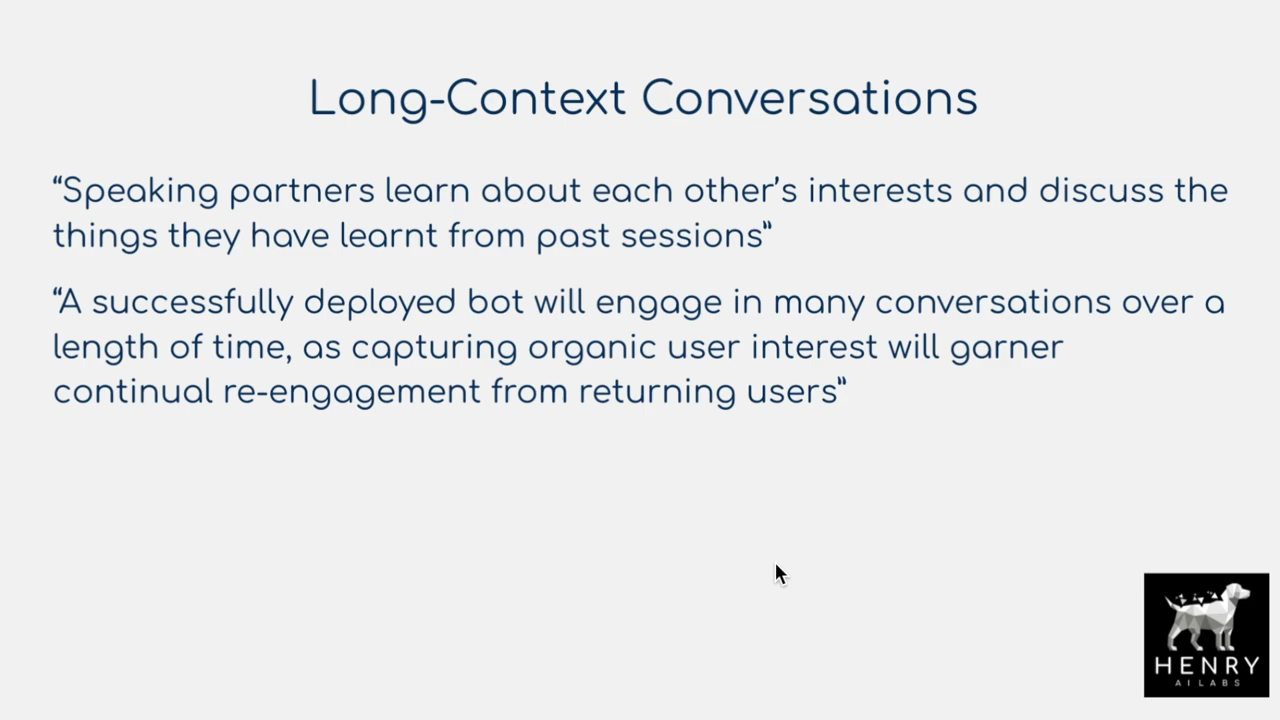 Long-Context Conversations
“Speaking partners learn about each other’s interests and discuss the
things they have learnt from past sessions”
“A successfully deployed bot will engage in many conversations over a
length of time, as capturing organic user interest will garner
continual re-engagement from returning users”
HENRY
AI LABS